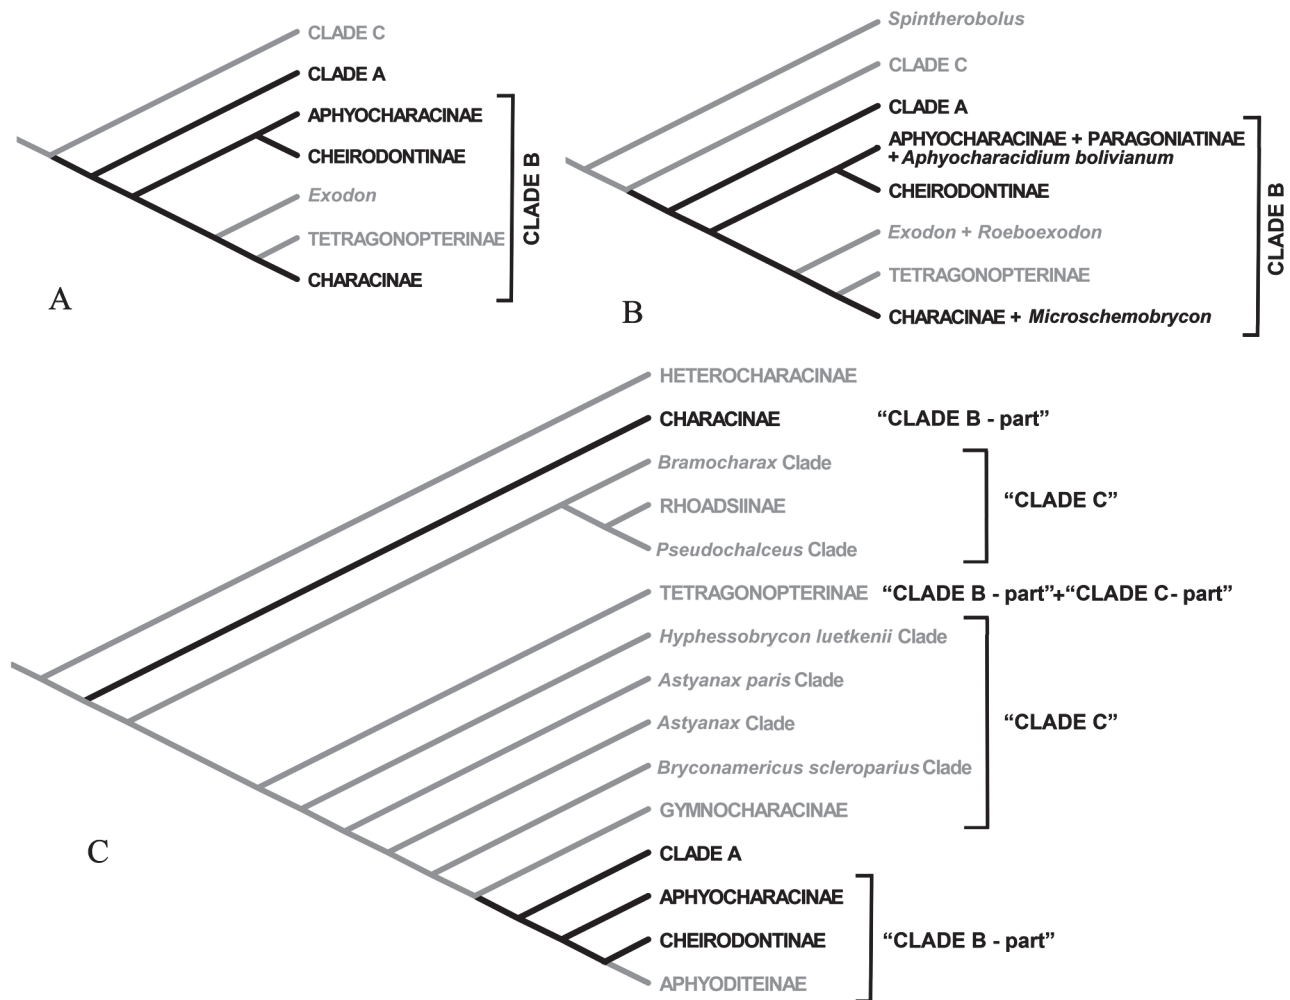 CLADE C
CLADE A
APHYOCHARACINAE
CHEIRODONTINAE
Exodon
TETRAGONOPTERINAE
CHARACINAE
CLADE B
A
Spintherobolus
CLADE C
CLADE A
APHYOCHARACINAE + PARAGONIATINAE
+ Aphyocharacidium bolivianum
CHEIRODONTINAE
Exodon + Roeboexodon
TETRAGONOPTERINAE
CHARACINAE + Microschemobrycon
CLADE B
B
HETEROCHARACINAE
CHARACINAE “CLADE B - part”
Bramocharax Clade
RHOADSIINAE
Pseudochalceus Clade
“CLADE C”
TETRAGONOPTERINAE “CLADE B - part”+“CLADE C- part”
Hyphessobrycon luetkenii Clade
Astyanax paris Clade
Astyanax Clade
Bryconamericus scleroparius Clade
GYMNOCHARACINAE
“CLADE C”
CLADE A
APHYOCHARACINAE
CHEIRODONTINAE
APHYODITEINAE
“CLADE B - part”
C